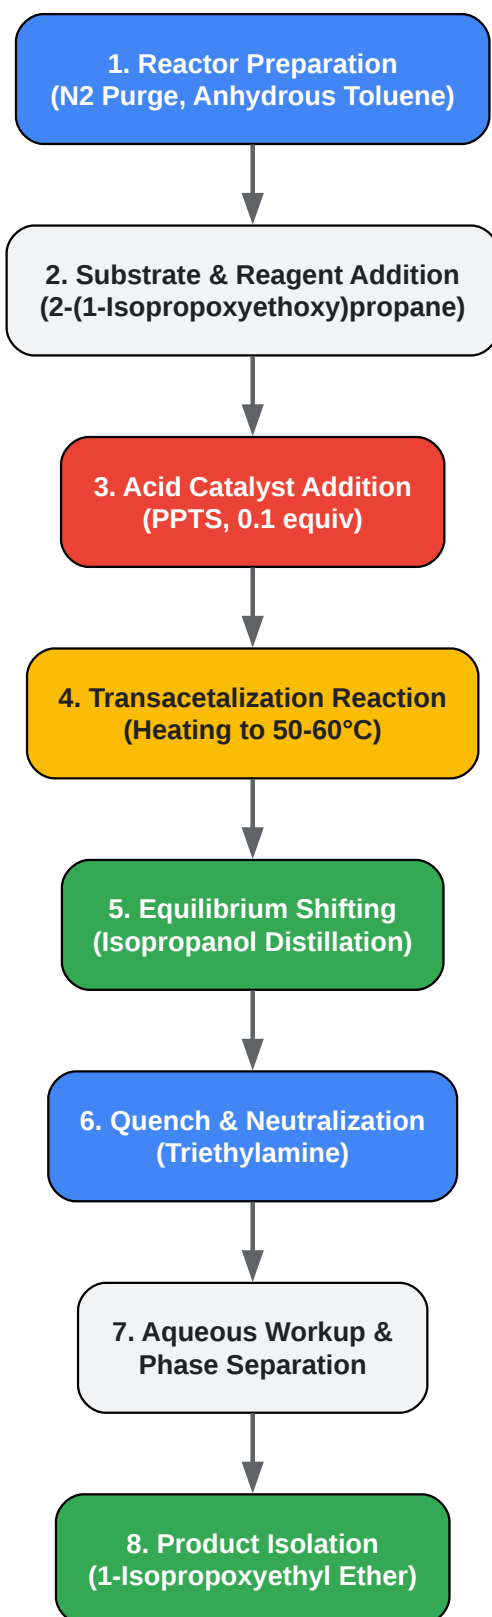 1. Reactor Preparation
(N2 Purge, Anhydrous Toluene)
2. Substrate & Reagent Addition
(2-(1-Isopropoxyethoxy)propane)
3. Acid Catalyst Addition
(PPTS, 0.1 equiv)
4. Transacetalization Reaction
(Heating to 50-60°C)
5. Equilibrium Shifting
(Isopropanol Distillation)
6. Quench & Neutralization
(Triethylamine)
7. Aqueous Workup &
Phase Separation
8. Product Isolation
(1-Isopropoxyethyl Ether)